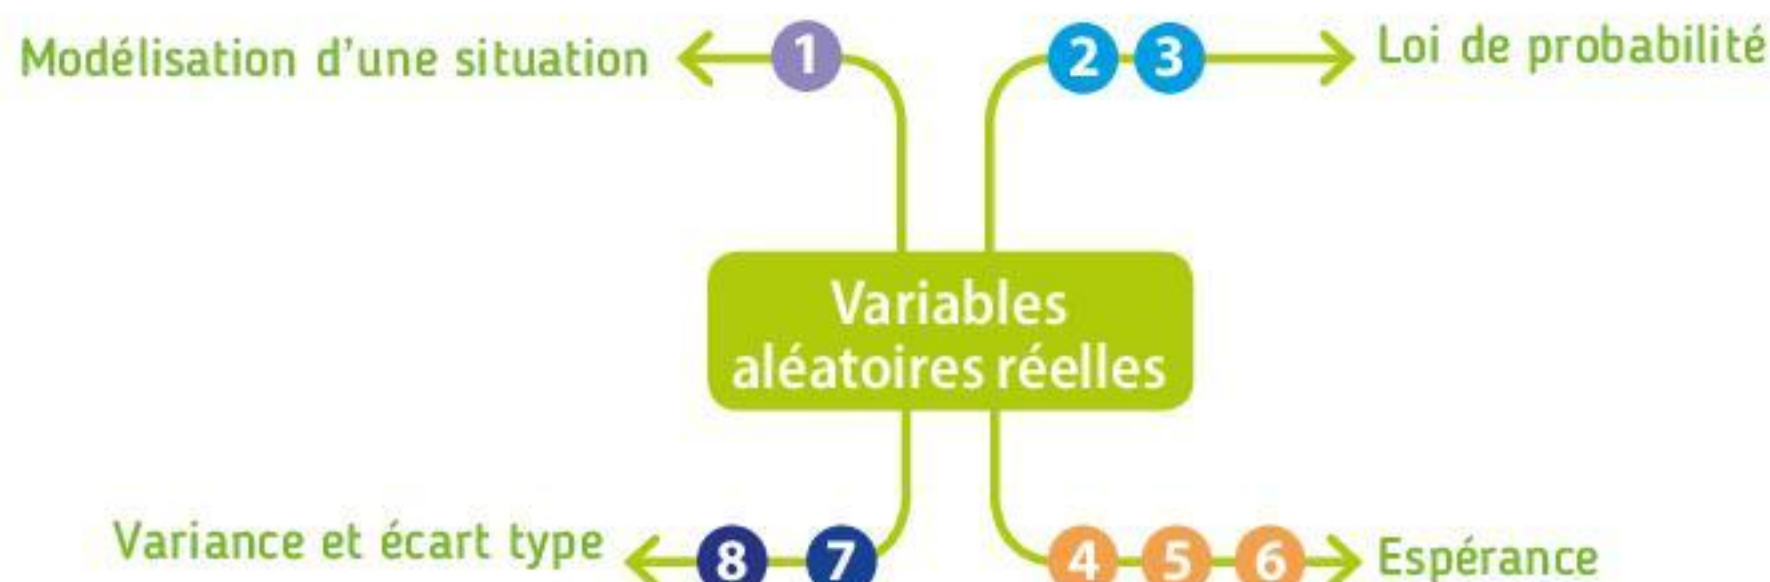 Modélisation d'une situation
1
2 3
Loi de probabilité
Variables
aléatoires réelles
Variance et écart type
8 7
4 5 6
Espérance